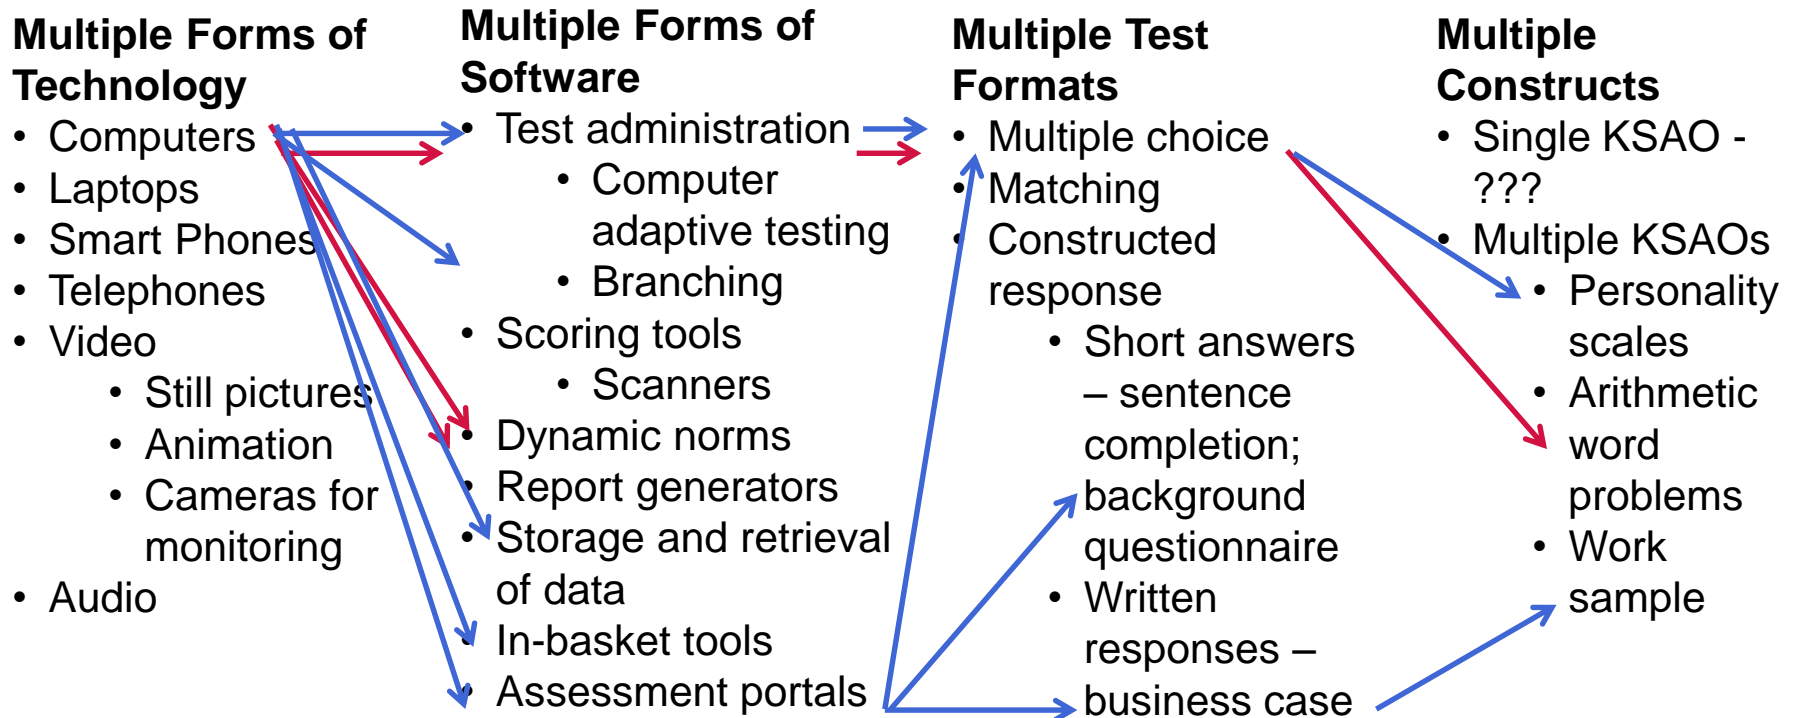 Multiple Forms of
Technology
• Computers
• Laptops
• Smart Phones
• Telephones
• Video
• Still pictures
• Animation
• Cameras for
monitoring
• Audio
Multiple Forms of
Software
• Test administration
• Computer
adaptive testing
• Branching
• Scoring tools
• Scanners
• Dynamic norms
• Report generators
• Storage and retrieval
of data
• In-basket tools
• Assessment portals
Multiple Test
Formats
• Multiple choice
• Matching
• Constructed
response
• Short answers
– sentence
completion;
background
questionnaire
• Written
responses –
business case
Multiple
Constructs
• Single KSAO -
???
• Multiple KSAOs
• Personality
scales
• Arithmetic
word
problems
• Work
sample